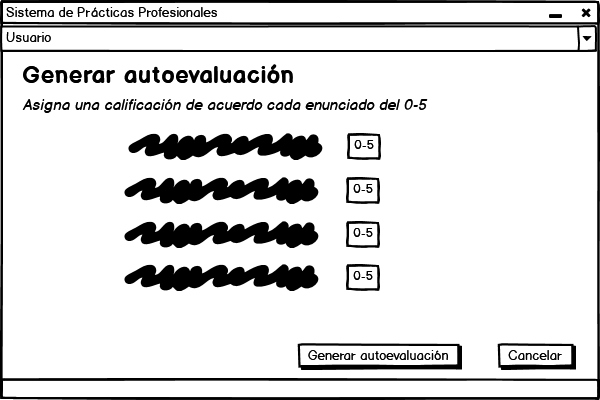 Sistema de Prácticas Profesionales
Usuario
Generar autoevaluación
Asigna una calificación de acuerdo cada enunciado del 0-5
0-5
0-5
0-5
0-5
Generar autoevaluación
Cancelar